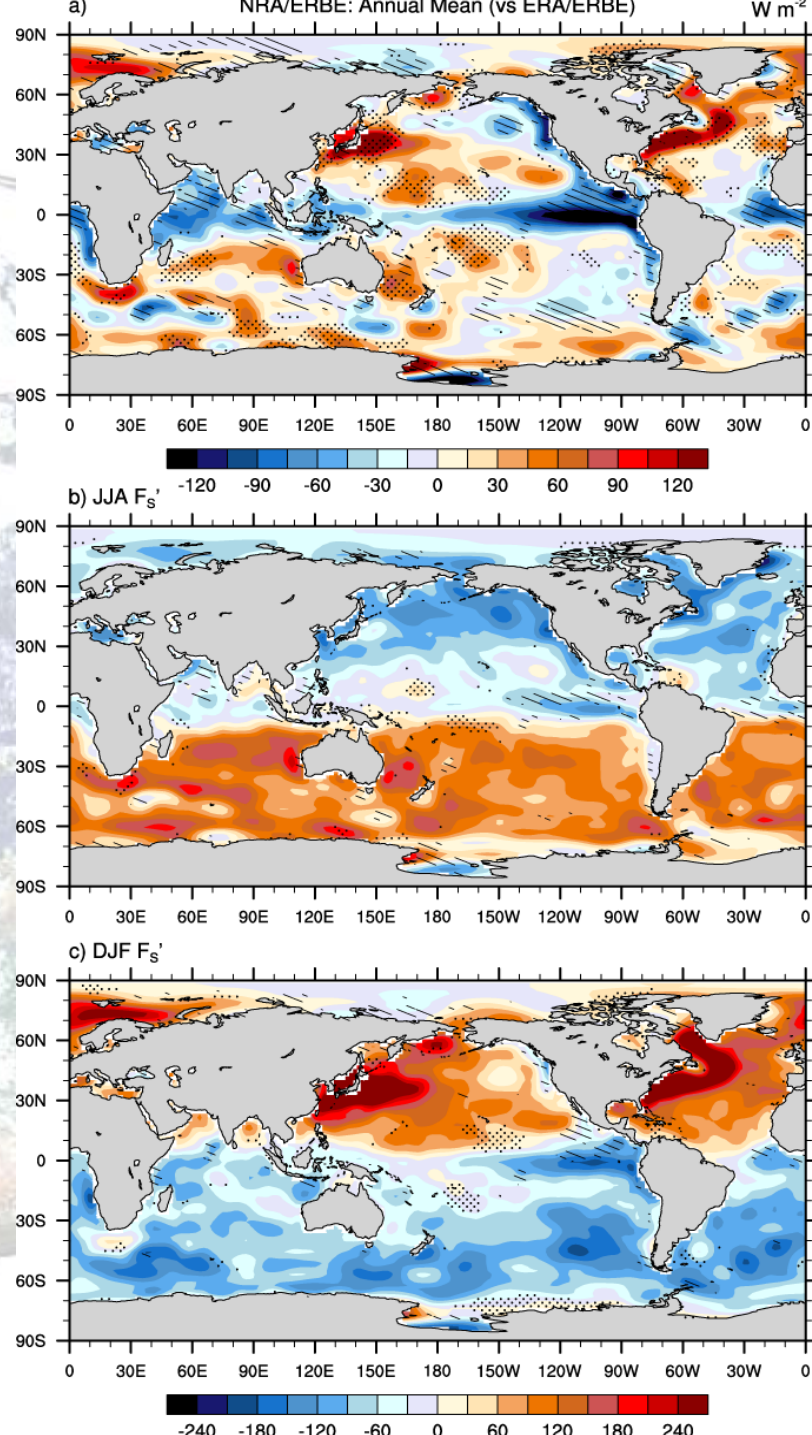 a) NRA/ERBE: Annual Mean (vs ERA/ERBE) W m-2
90N
60N
30N
0
30S
60S
90S
0 30E 60E 90E 120E 150E 180 150W 120W 90W 60W 30W 0
-120 -90 -60 -30 0 30 60 90 120
b) JJA FS'
90N
60N
30N
0
30S
60S
90S
0 30E 60E 90E 120E 150E 180 150W 120W 90W 60W 30W 0
c) DJF FS'
90N
60N
30N
0
30S
60S
90S
0 30E 60E 90E 120E 150E 180 150W 120W 90W 60W 30W 0
-240 -180 -120 -60 0 60 120 180 240